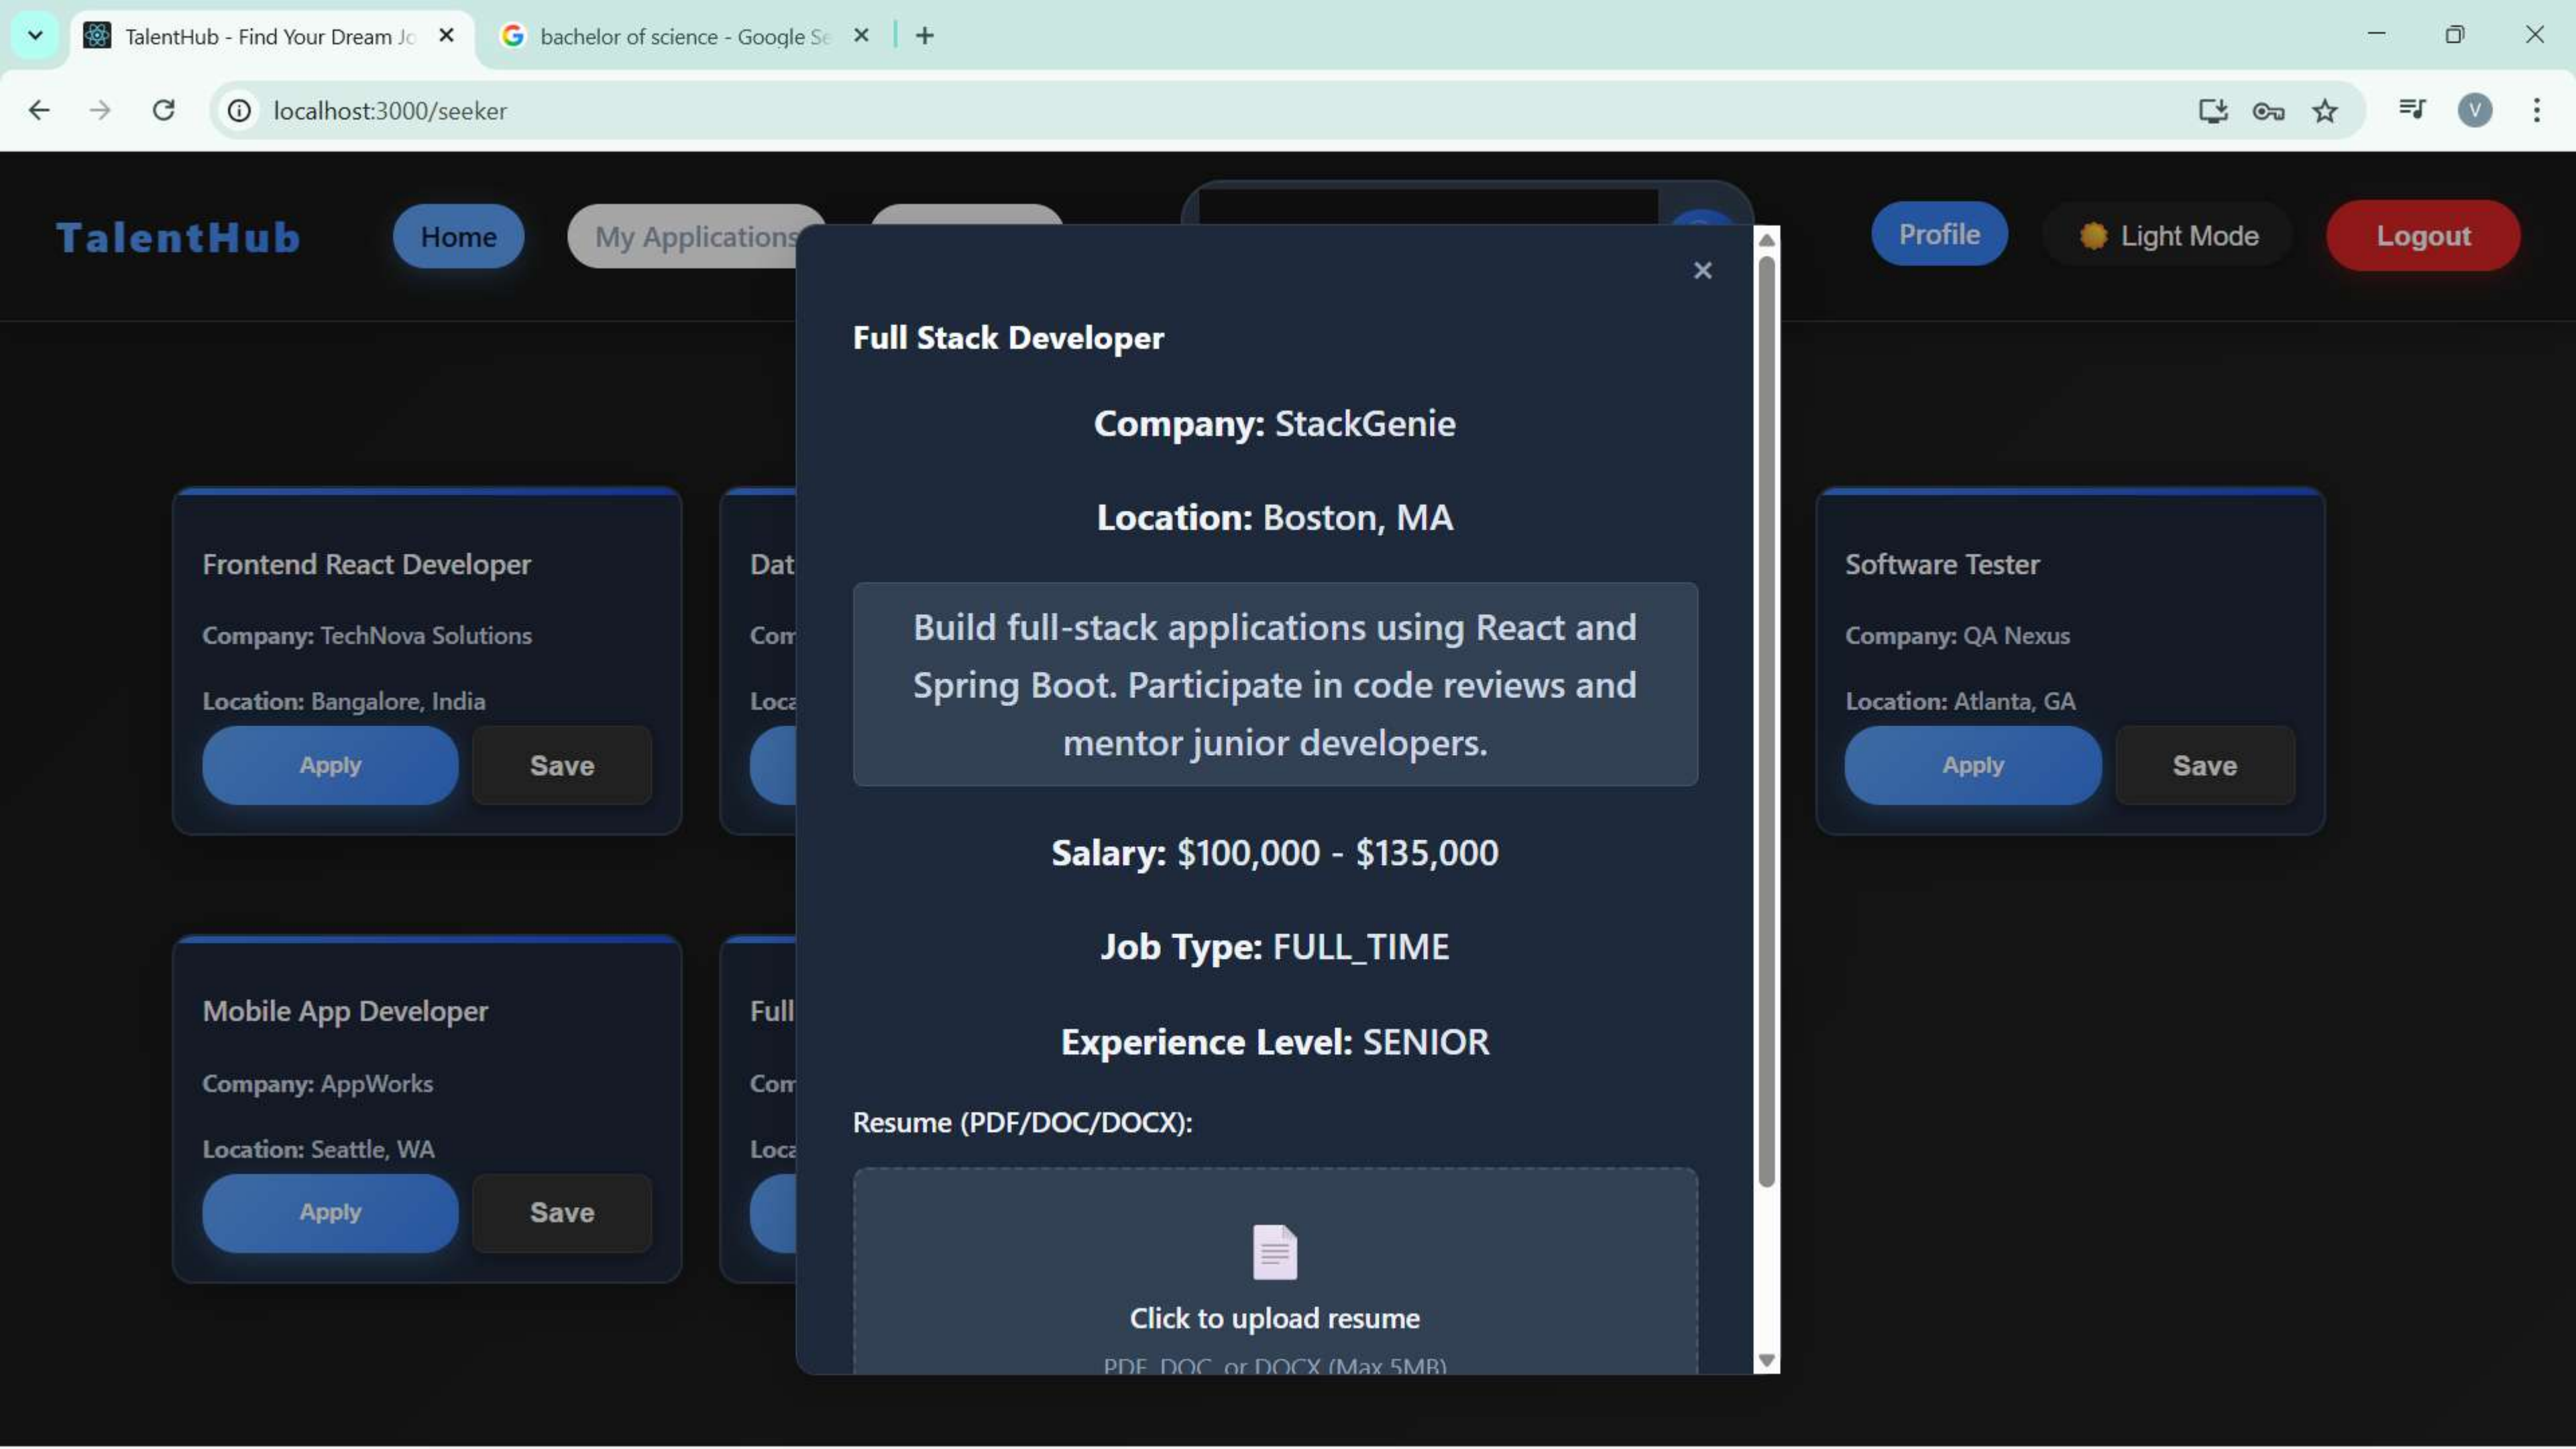 TalentHub - Find Your Dream Jo
bachelor of science - Google Se
localhost:3000/seeker
V
TalentHub
Home
My Applications
Profile
Light Mode
Logout
Full Stack Developer
Company: StackGenie
Location: Boston, MA
Build full-stack applications using React and
Spring Boot. Participate in code reviews and
mentor junior developers.
Salary: $100,000 - $135,000
Job Type: FULL_TIME
Experience Level: SENIOR
Resume (PDF/DOC/DOCX):
Click to upload resume
PDF, DOC, or DOCX (Max 5MB)
Frontend React Developer
Company: TechNova Solutions
Location: Bangalore, India
Apply
Save
Dat
Com
Loca
Software Tester
Company: QA Nexus
Location: Atlanta, GA
Apply
Save
Mobile App Developer
Company: AppWorks
Location: Seattle, WA
Apply
Save
Full
Com
Loca